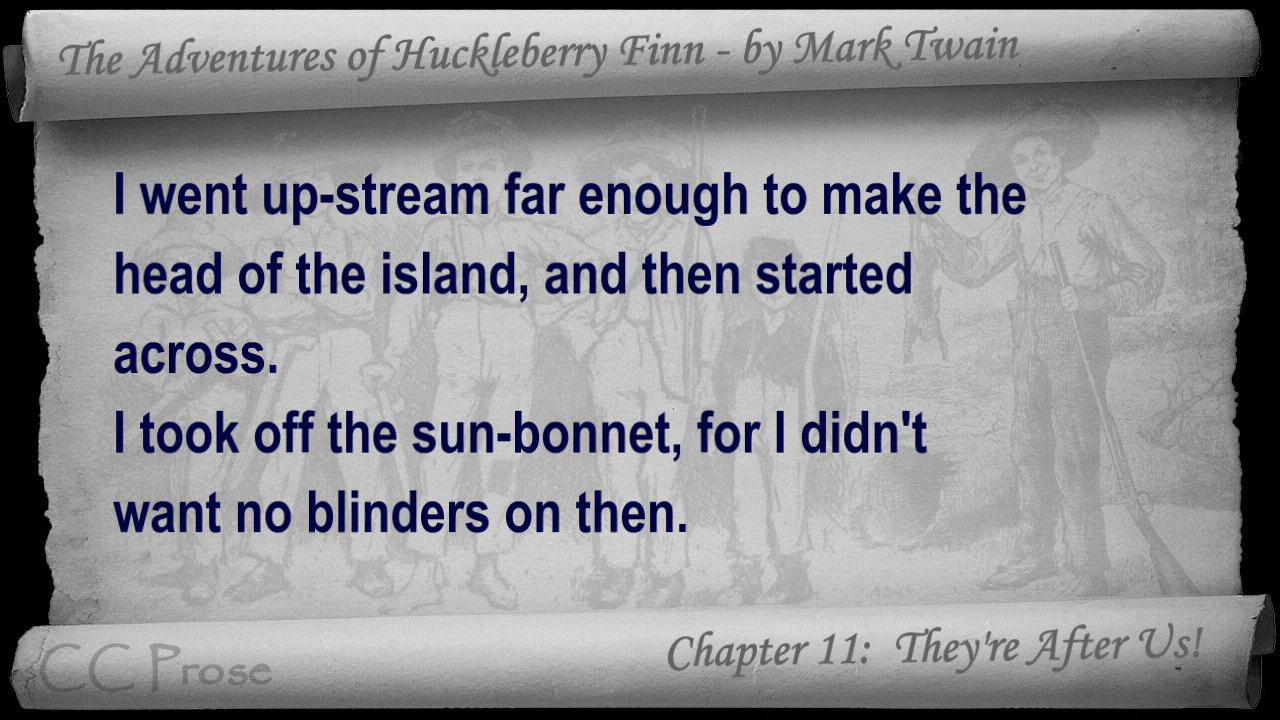 The Adventures of Huckleberry Finn - by Mark Twain
I went up-stream far enough to make the
head of the island, and then started
across.
I took off the sun-bonnet, for I didn't
want no blinders on then.
CC Prose
Chapter 11: They're After Us!